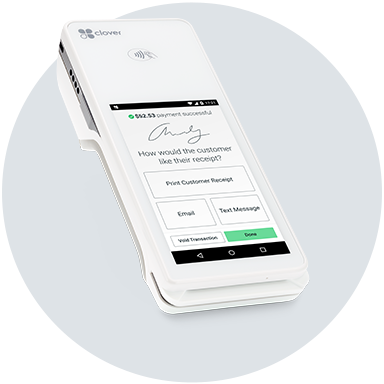 clover
$52.53 payment successful
How would the customer
like their receipt?
Print Customer Receipt
Email
Text Message
Void Transaction
Done